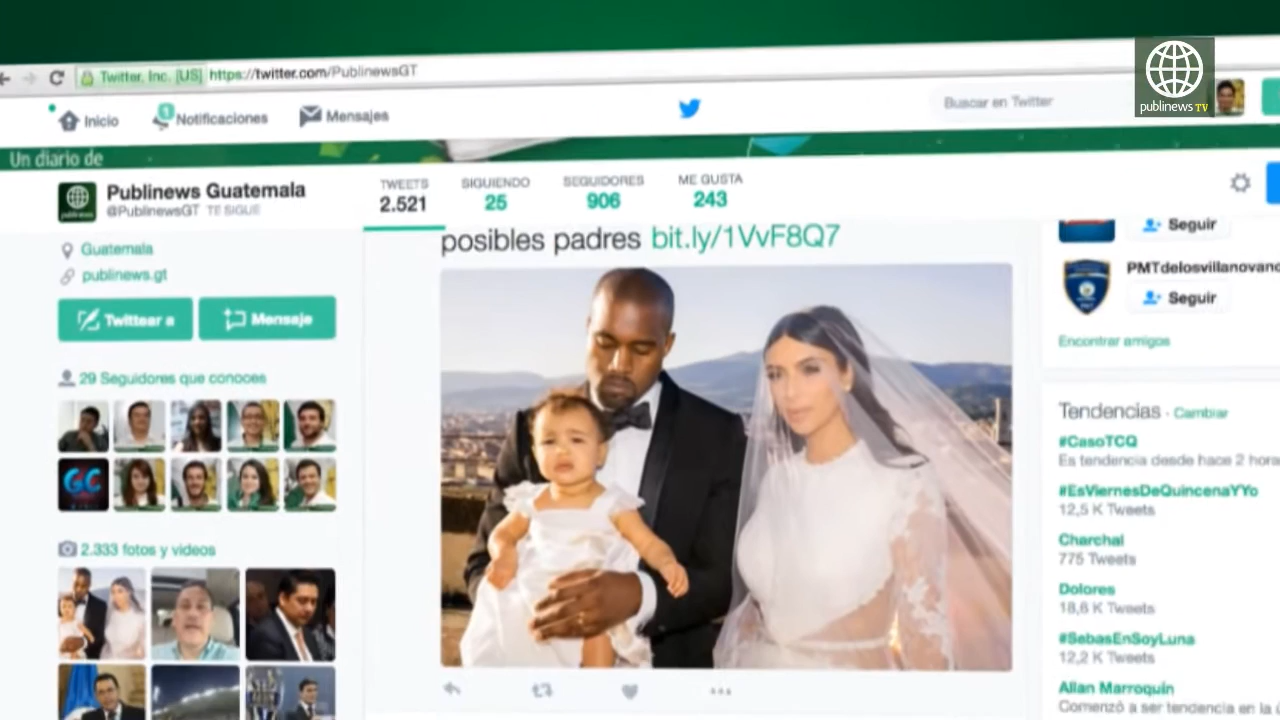 publinews TV
Twitter, Inc. [US] https://twitter.com/PublinewsGT
Inicio
1
Notificaciones
Mensajes
Buscar en Twitter
Un diario de
Publinews Guatemala
@PublinewsGT TE SIGUE
TWEETS
2.521
SIGUIENDO
25
SEGUIDORES
906
ME GUSTA
243
Guatemala
publinews.gt
Twittear a
Mensaje
29 Seguidores que conoces
GC
2.333 fotos y videos
posibles padres bit.ly/1VvF8Q7
Seguir
PMTdelosvillanovano
Seguir
Encontrar amigos
Tendencias · Cambiar
#CasoTCQ
Es tendencia desde hace 2 hora
#EsViernesDeQuincenaYYo
12,5 K Tweets
Charchal
775 Tweets
Dolores
18,6 K Tweets
#SebasEnSoyLuna
12,2 K Tweets
Allan Marroquín
Comenzó a ser tendencia en la ú